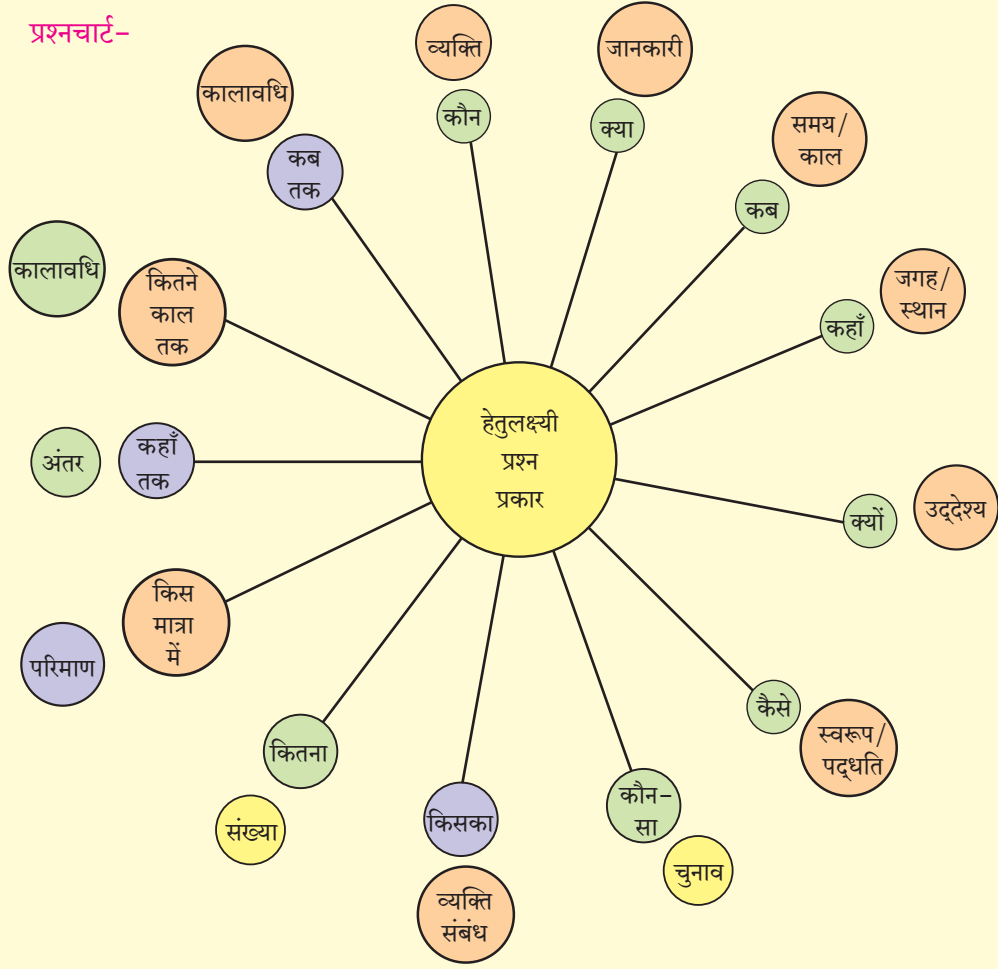 प्रश्नचार्ट–
व्यक्ति
कौन
जानकारी
क्या
समय/
काल
कब
जगह/
स्थान
कहाँ
उद्‌देश्य
क्यों
स्वरूप/
पद्‌धति
कैसे
कौन–
सा
चुनाव
किसका
व्यक्ति
संबंध
कितना
संख्या
किस
मात्रा
में
परिमाण
कहाँ
तक
अंतर
कितने
काल
तक
कालावधि
कब
तक
कालावधि
हेतुलक्ष्यी
प्रश्न
प्रकार